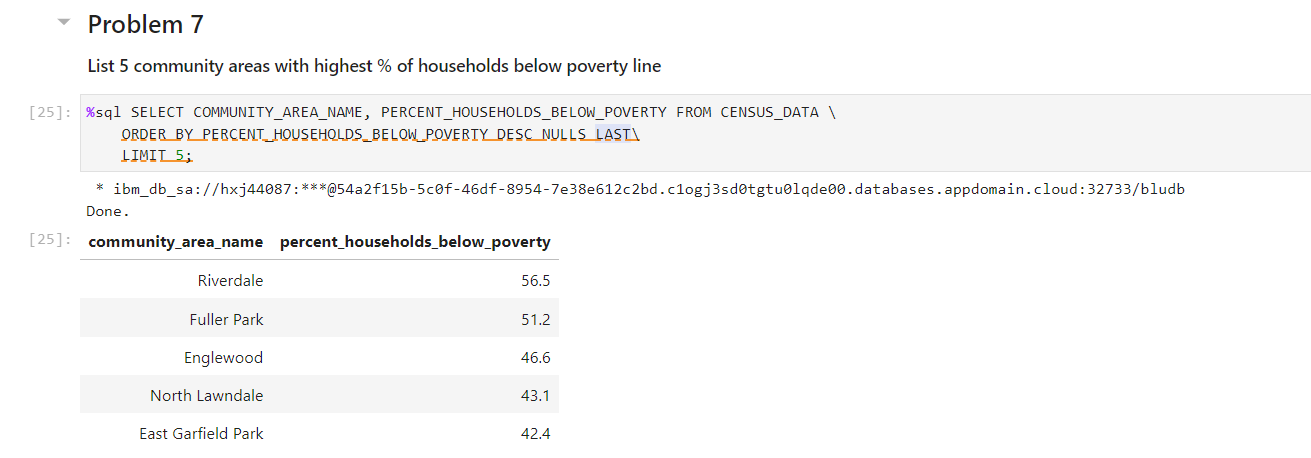 Problem 7
List 5 community areas with highest % of households below poverty line
[25]: %sql SELECT COMMUNITY_AREA_NAME, PERCENT_HOUSEHOLDS_BELOW_POVERTY FROM CENSUS_DATA \
ORDER BY PERCENT_HOUSEHOLDS_BELOW_POVERTY DESC NULLS LAST\
LIMIT 5;
* ibm_db_sa://hxj44087:***@54a2f15b-5c0f-46df-8954-7e38e612c2bd.c1ogj3sd0tgtu0lqde00.databases.appdomain.cloud:32733/bludb
Done.
[25]: community_area_name percent_households_below_poverty
Riverdale 56.5
Fuller Park 51.2
Englewood 46.6
North Lawndale 43.1
East Garfield Park 42.4